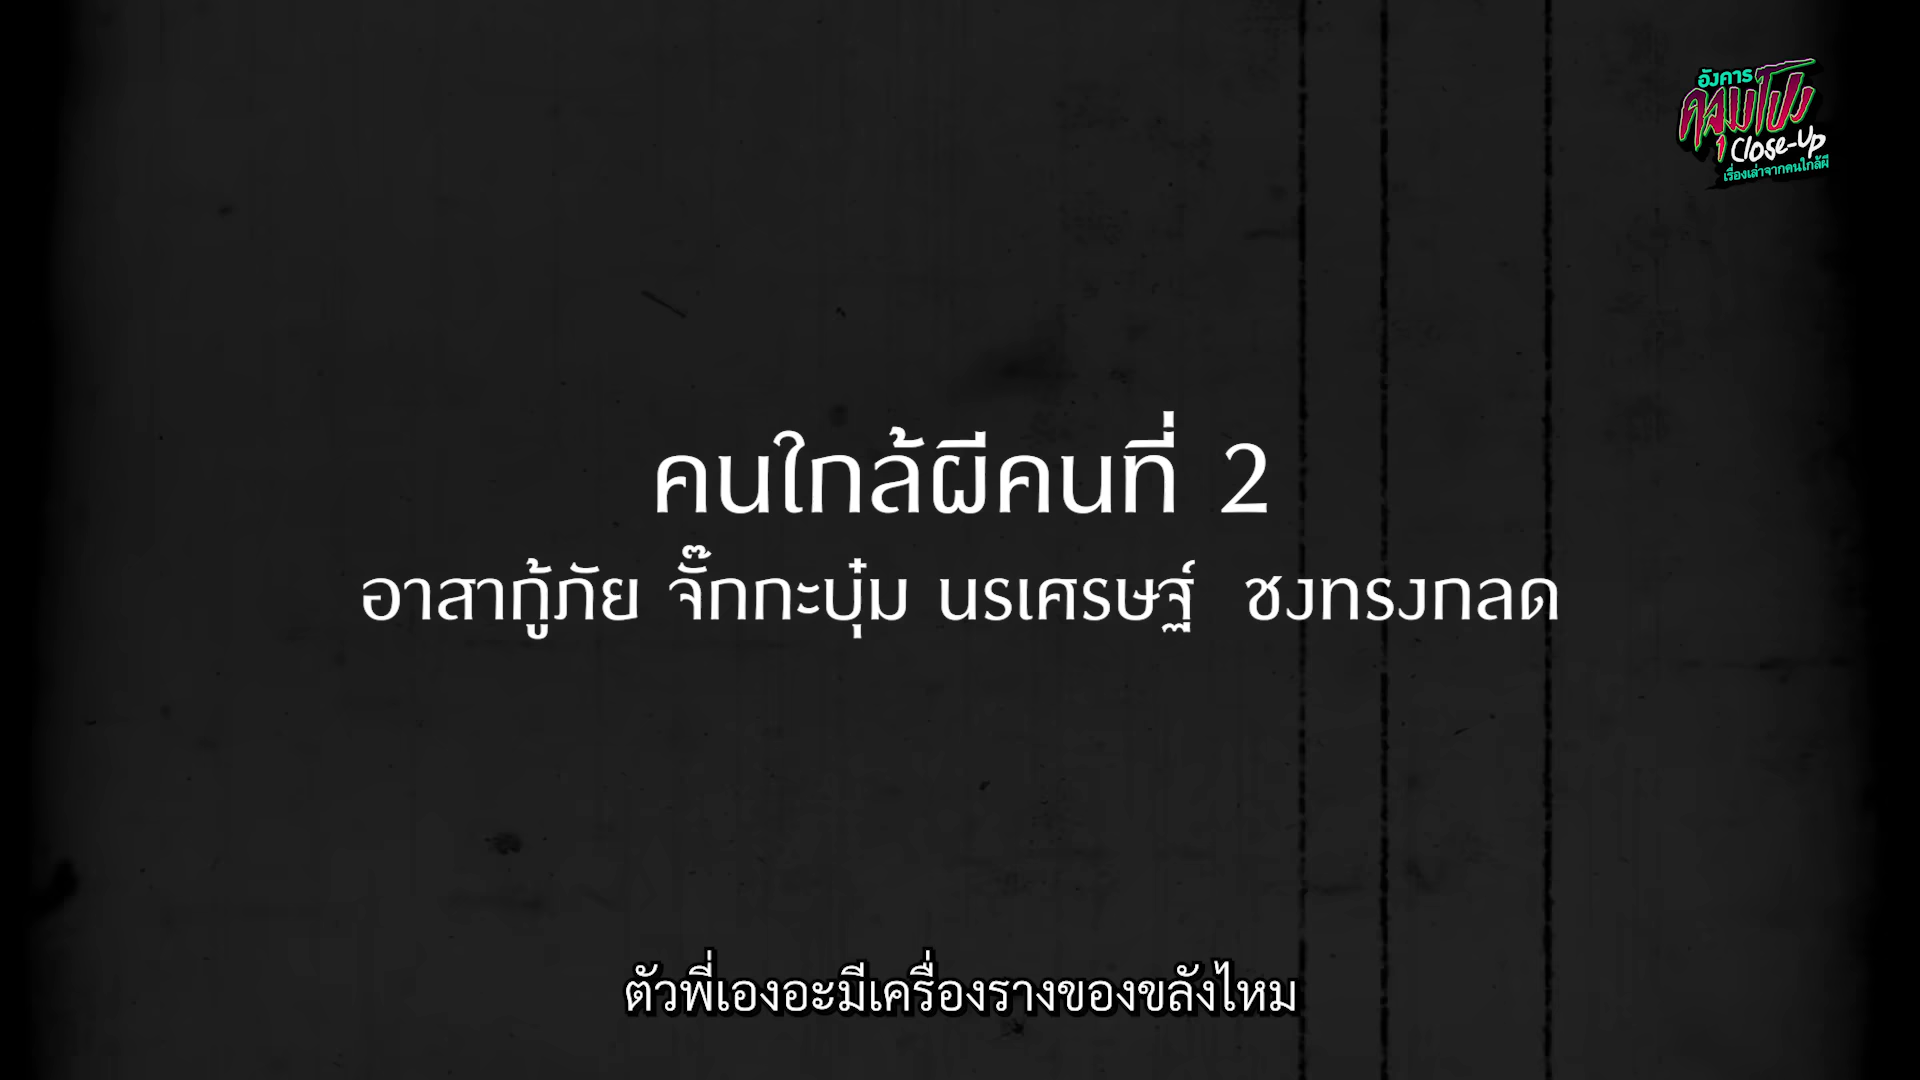 อังคาร
คลุมโปง
Close-Up
เรื่องเล่าจากคนใกล้ผี
คนใกล้ผีคนที่ 2
อาสากู้ภัย จั๊กกะบุ๋ม นรเศรษฐ์ ชงทรงกลด
ตัวพี่เองอะมีเครื่องรางของขลังไหม